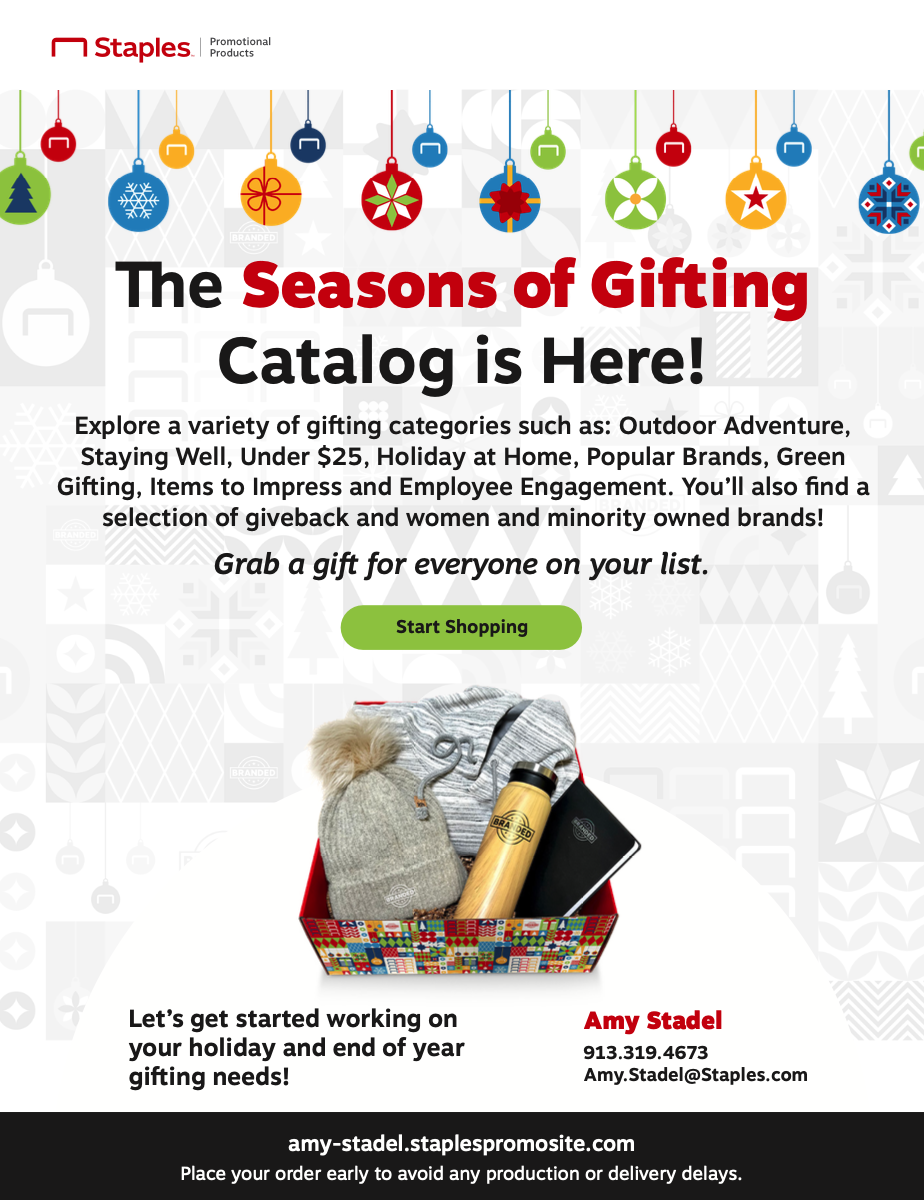 Staples
Promotional
Products
BRANDED
The Seasons of Gifting
Catalog is Here!
Explore a variety of gifting categories such as: Outdoor Adventure,
Staying Well, Under $25, Holiday at Home, Popular Brands, Green
Gifting, Items to Impress and Employee Engagement. You’ll also find a
selection of giveback and women and minority owned brands!
Grab a gift for everyone on your list.
Start Shopping
BRANDED
BRANDED
BRANDED
BRANDED
Let’s get started working on
your holiday and end of year
gifting needs!
Amy Stadel
913.319.4673
Amy.Stadel@Staples.com
amy-stadel.staplespromosite.com
Place your order early to avoid any production or delivery delays.